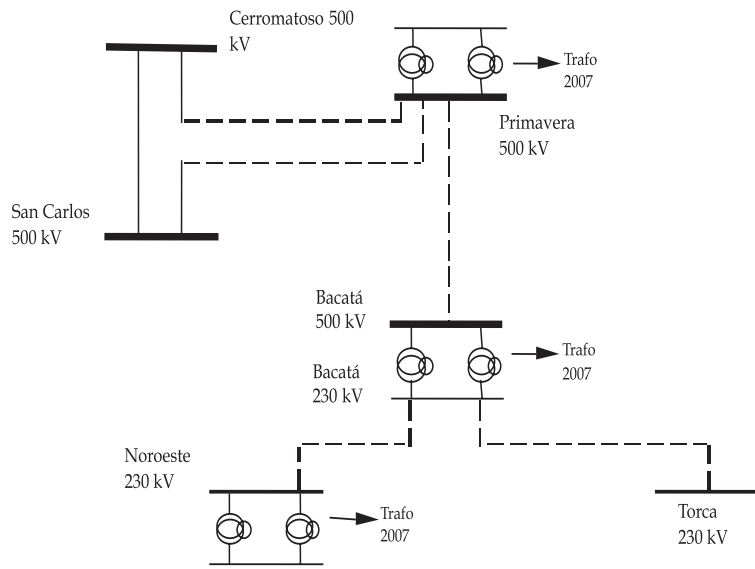 Cerromatoso 500
kV
Trafo
2007
Primavera
500 kV
San Carlos
500 kV
Bacatá
500 kV
Trafo
2007
Bacatá
230 kV
Noroeste
230 kV
Trafo
2007
Torca
230 kV